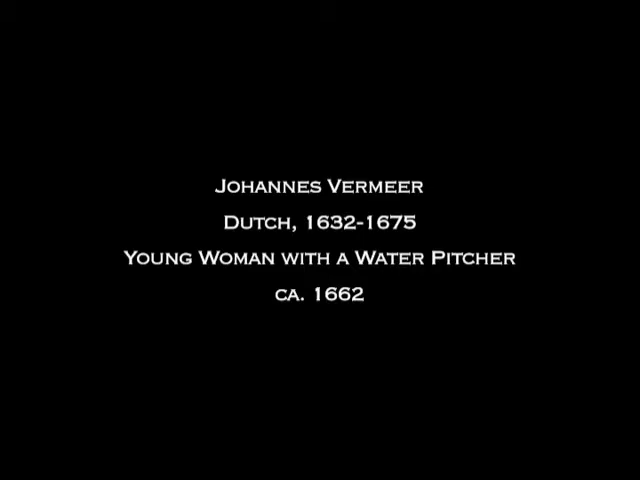 Johannes Vermeer
Dutch, 1632-1675
Young Woman with a Water Pitcher
ca. 1662